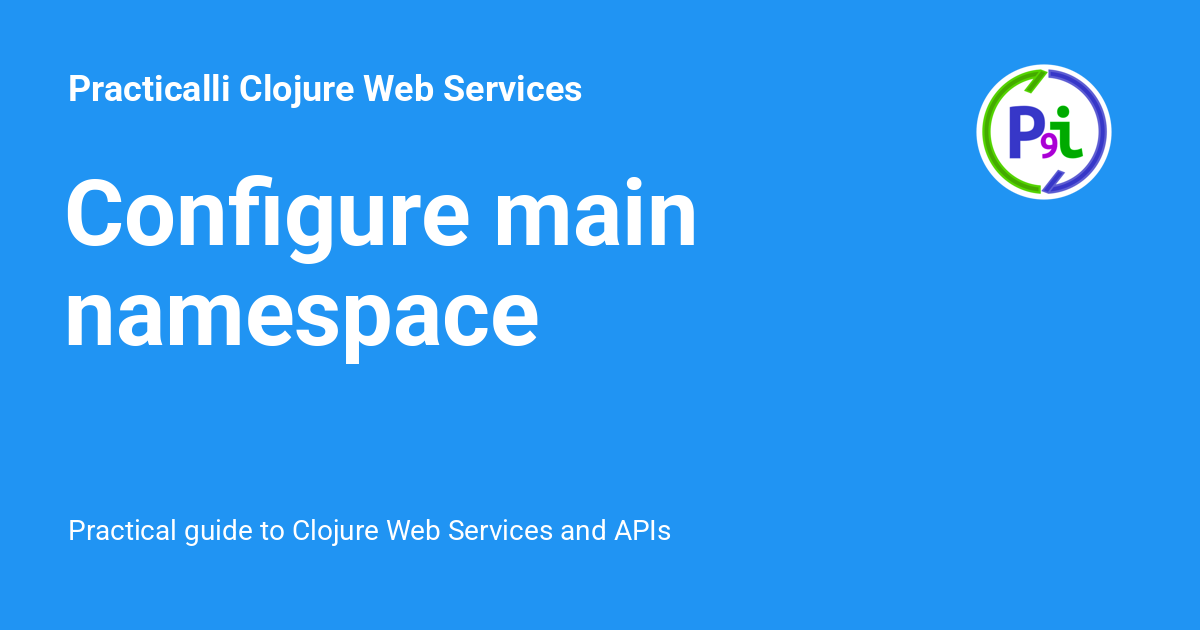 Practicalli Clojure Web Services
P9i
Configure main
namespace
Practical guide to Clojure Web Services and APIs